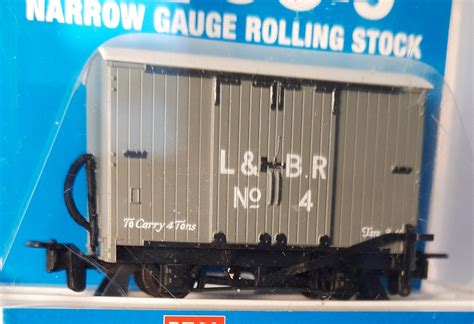 NARROW GAUGE ROLLING STOCK
L & B.R
No 4
To Carry 4 Tons